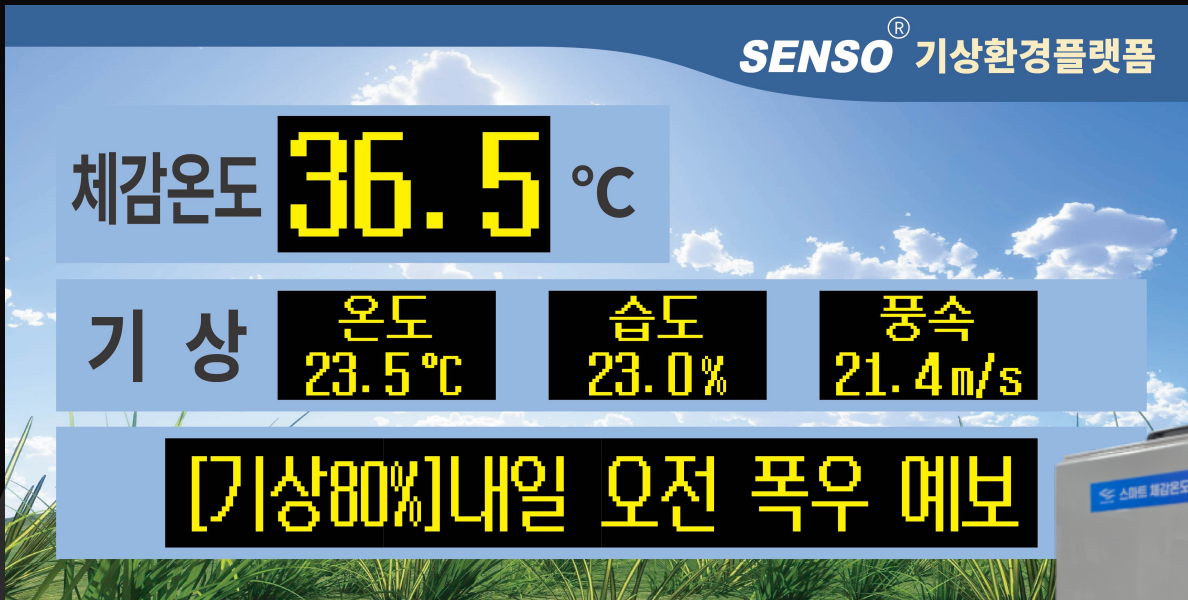 SENSO® 기상환경플랫폼
체감온도 36.5 ℃
기 상
온도 습도 풍속
23.5℃ 23.0% 21.4m/s
[기상80%]내일 오전 폭우 예보
스마트 체감온도